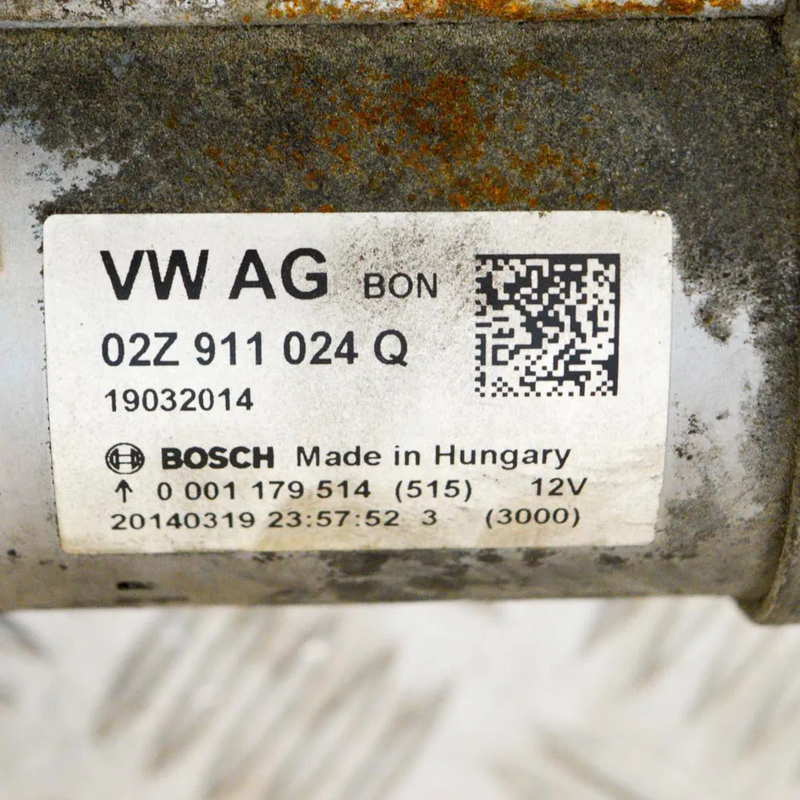 VW AG BON
02Z 911 024 Q
19032014
BOSCH Made in Hungary
↑ 0 001 179 514 (515) 12V
20140319 23:57:52 3 (3000)